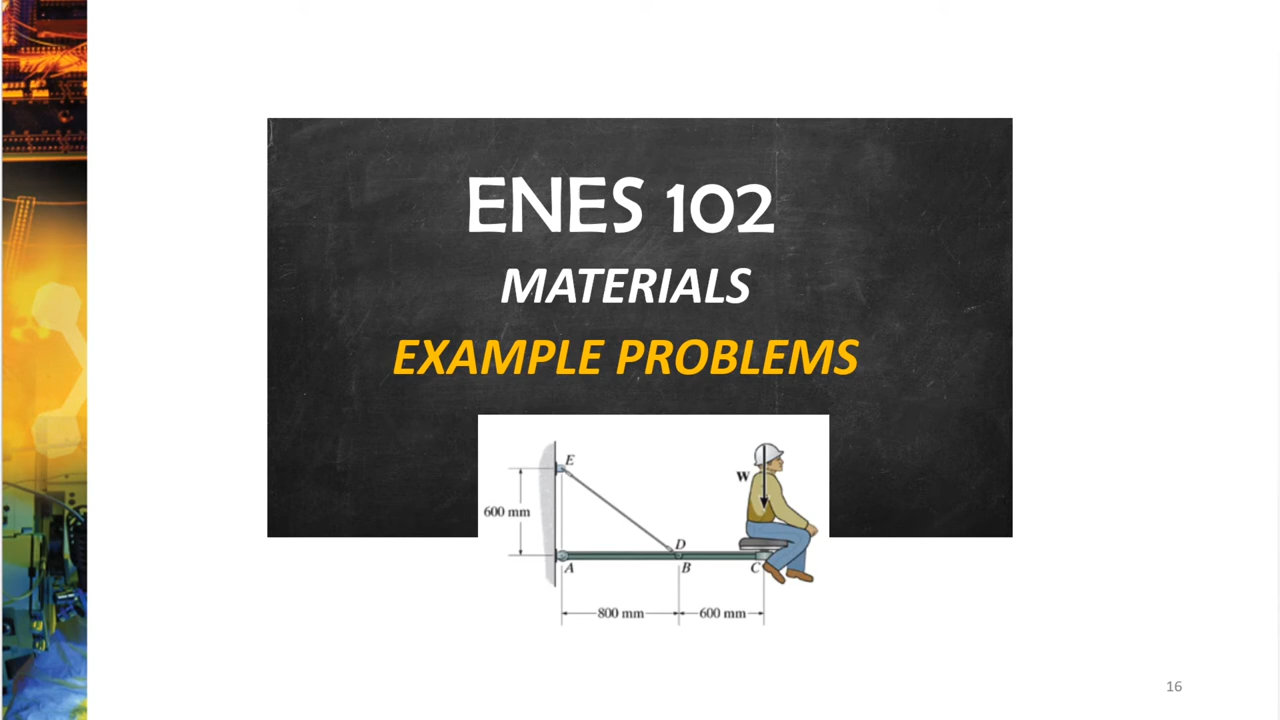 ENES 102
MATERIALS
EXAMPLE PROBLEMS
E
W
600 mm
D
A
B
C
800 mm
600 mm
16